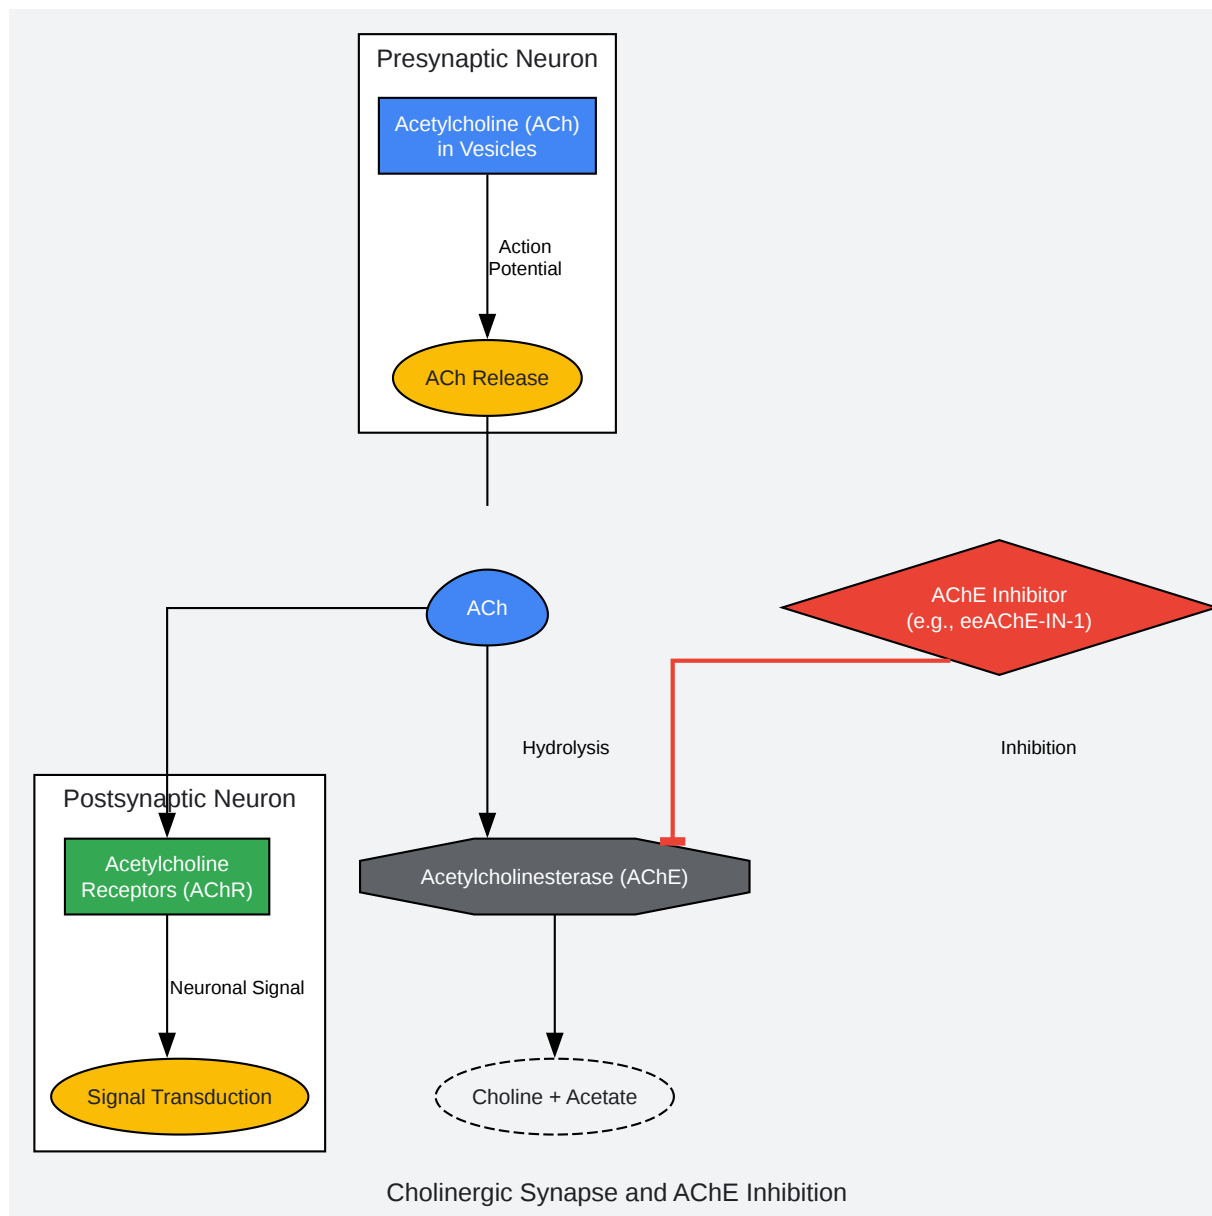 Presynaptic Neuron
Acetylcholine (ACh)
in Vesicles
Action
Potential
ACh Release
ACh
AChE Inhibitor
(e.g., eeAChE-IN-1)
Hydrolysis
Inhibition
Postsynaptic Neuron
Acetylcholine
Receptors (AChR)
Acetylcholinesterase (AChE)
Neuronal Signal
Signal Transduction
Choline + Acetate
Cholinergic Synapse and AChE Inhibition